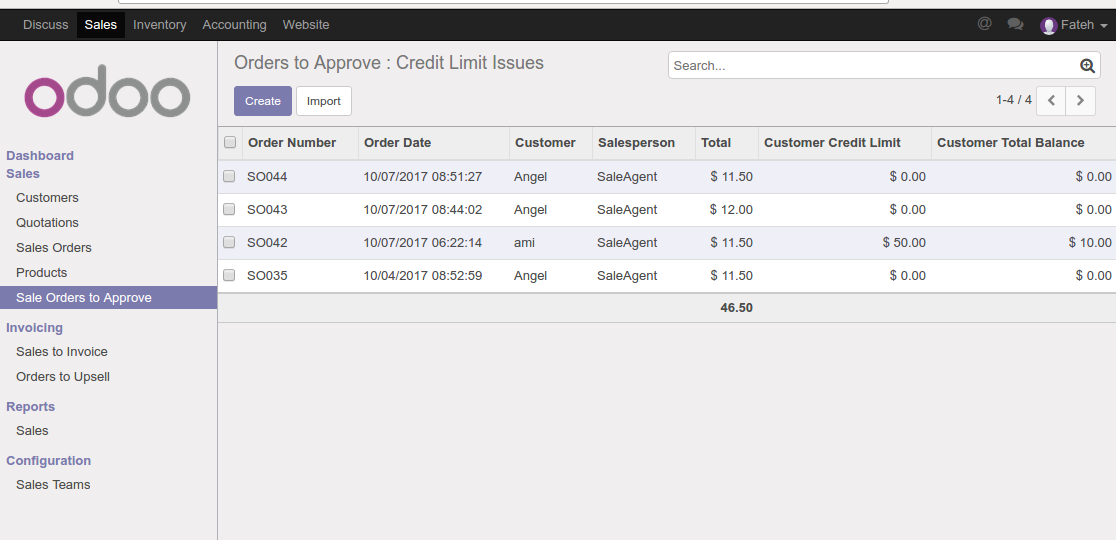 Discuss Sales Inventory Accounting Website @ Fateh
odoo
Orders to Approve : Credit Limit Issues
Search...
Create Import
1-4 / 4
Dashboard
Sales
Customers
Quotations
Sales Orders
Products
Sale Orders to Approve
Invoicing
Sales to Invoice
Orders to Upsell
Reports
Sales
Configuration
Sales Teams
Order Number Order Date Customer Salesperson Total Customer Credit Limit Customer Total Balance
SO044 10/07/2017 08:51:27 Angel SaleAgent $ 11.50 $ 0.00 $ 0.00
SO043 10/07/2017 08:44:02 Angel SaleAgent $ 12.00 $ 0.00 $ 0.00
SO042 10/07/2017 06:22:14 ami SaleAgent $ 11.50 $ 50.00 $ 10.00
SO035 10/04/2017 08:52:59 Angel SaleAgent $ 11.50 $ 0.00 $ 0.00
46.50